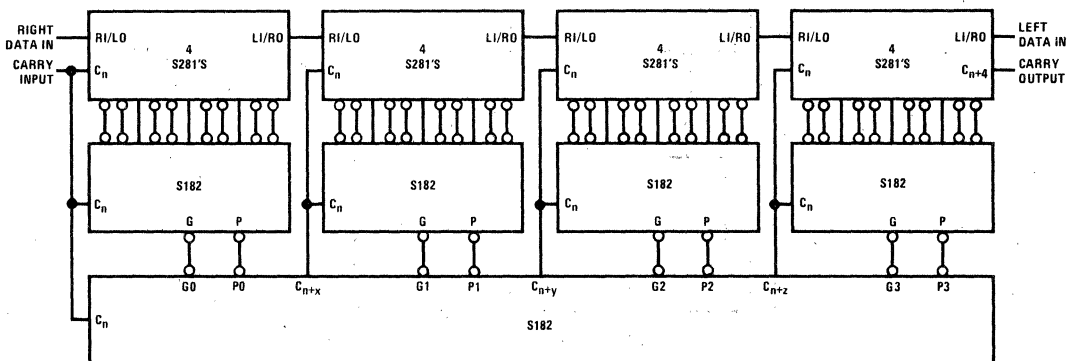 RIGHT
DATA IN
CARRY
INPUT
RI/LO
LI/RO
4
S281'S
Cn
RI/LO
LI/RO
4
S281'S
Cn
RI/LO
LI/RO
4
S281'S
Cn
RI/LO
LI/RO
4
S281'S
Cn
Cn+4
LEFT
DATA IN
CARRY
OUTPUT
S182
Cn
G P
S182
Cn
G P
S182
Cn
G P
S182
Cn
G P
G0 P0 Cn+x G1 P1 Cn+y G2 P2 Cn+z G3 P3
Cn
S182